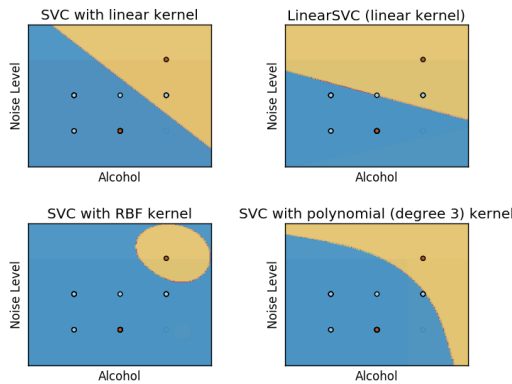 SVC with linear kernel
LinearSVC (linear kernel)
Noise Level
Noise Level
Alcohol
Alcohol
SVC with RBF kernel
SVC with polynomial (degree 3) kernel
Noise Level
Noise Level
Alcohol
Alcohol